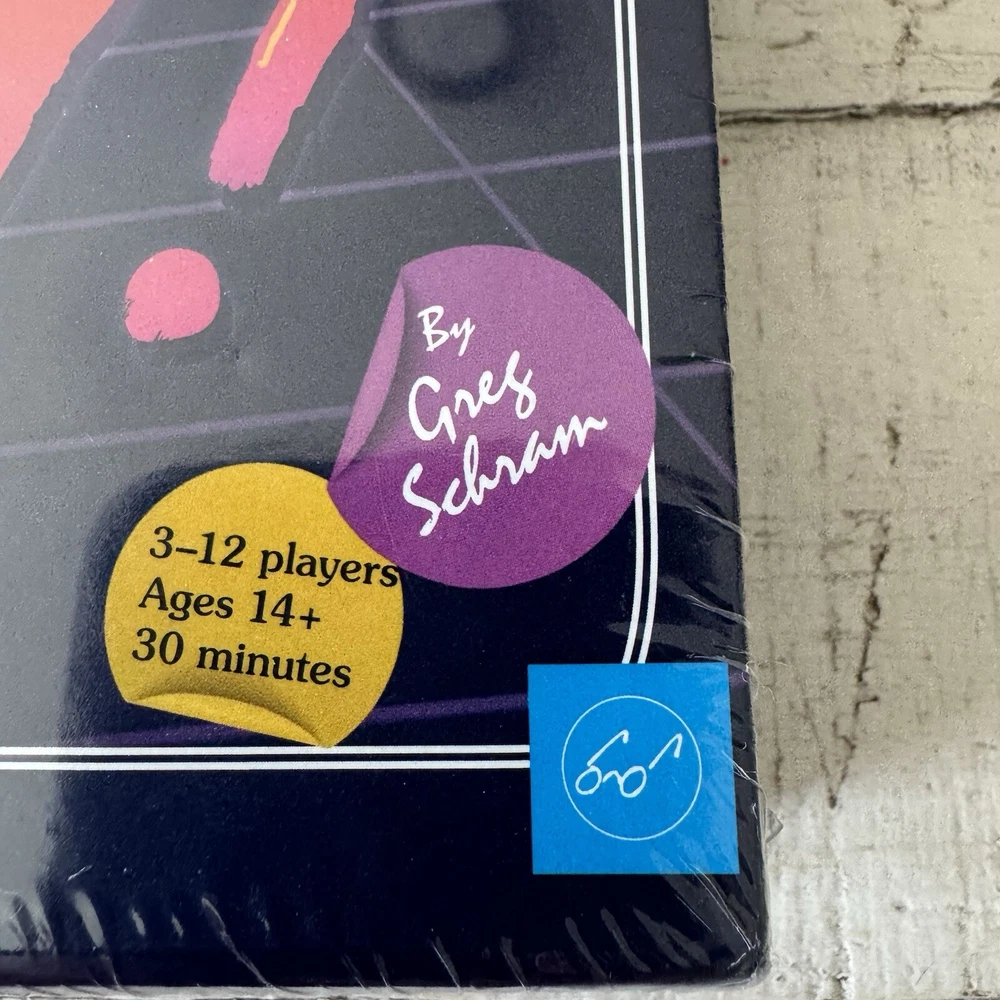 By
Greg
Schram
3–12 players
Ages 14+
30 minutes